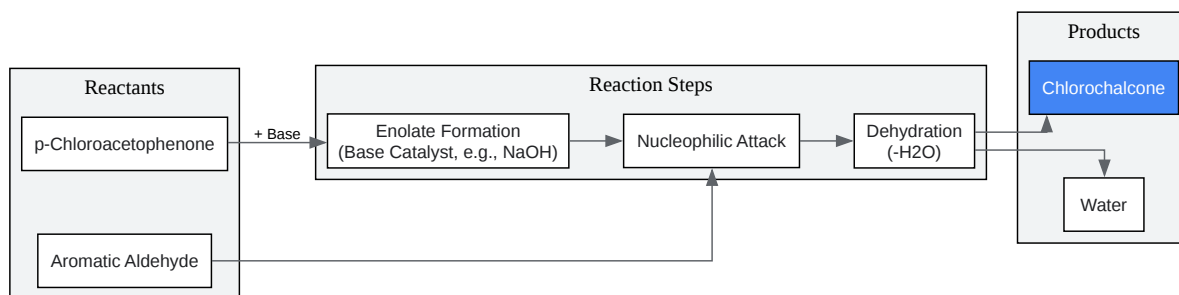 Reactants
p-Chloroacetophenone
Aromatic Aldehyde
+ Base
Reaction Steps
Enolate Formation
(Base Catalyst, e.g., NaOH)
Nucleophilic Attack
Dehydration
(-H2O)
Products
Chlorochalcone
Water